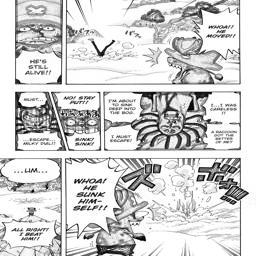 WHOA!!
HE
MOVED!!
HE'S
STILL
ALIVE!!
I...I WAS
CARELESS
!!
A RACCOON
GOT THE
BETTER
OF ME?
I'M ABOUT
TO SINK
DEEP INTO
THE BOG.
I MUST
ESCAPE!
NO! STAY
PUT!!
SINK!
SINK!
MUST...
...ESCAPE...
MILKY DIAL!!
WHOA!
HE
SUNK
HIM-
SELF!!
...UM...
ALL RIGHT!
I BEAT
HIM!!